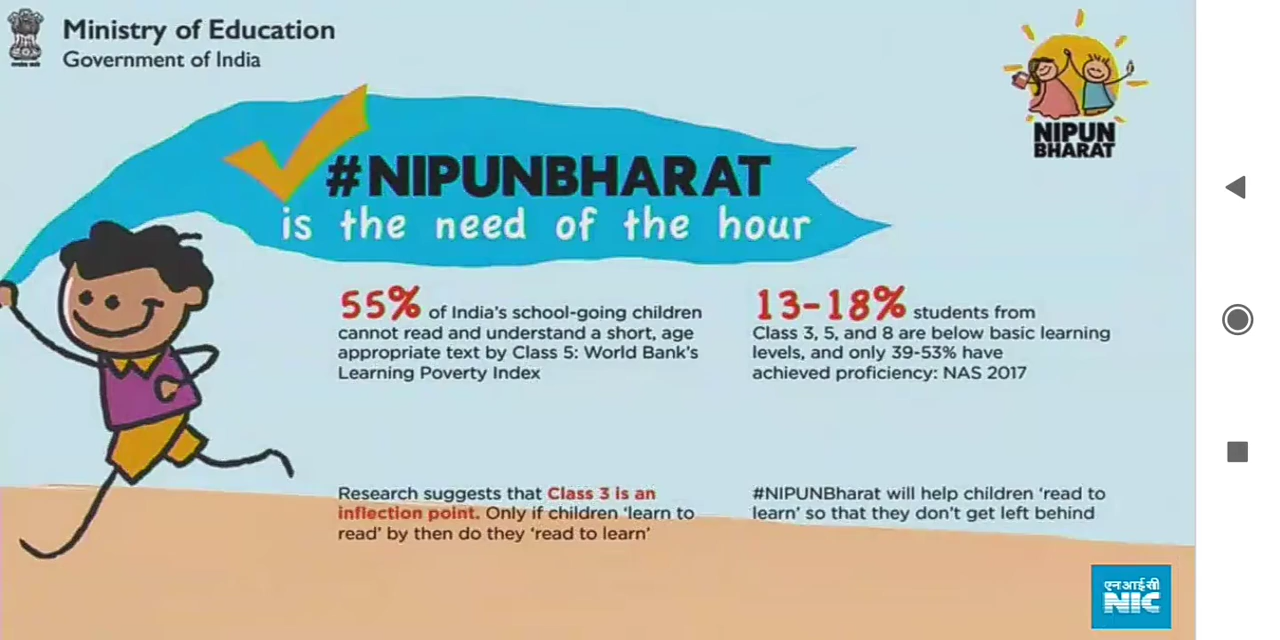 Ministry of Education
Government of India
NIPUN
BHARAT
#NIPUNBHARAT
is the need of the hour
55% of India's school-going children
cannot read and understand a short, age
appropriate text by Class 5: World Bank's
Learning Poverty Index
13-18% students from
Class 3, 5, and 8 are below basic learning
levels, and only 39-53% have
achieved proficiency: NAS 2017
Research suggests that Class 3 is an
inflection point. Only if children 'learn to
read' by then do they 'read to learn'
#NIPUNBharat will help children 'read to
learn' so that they don't get left behind
एन आई सी
NIC